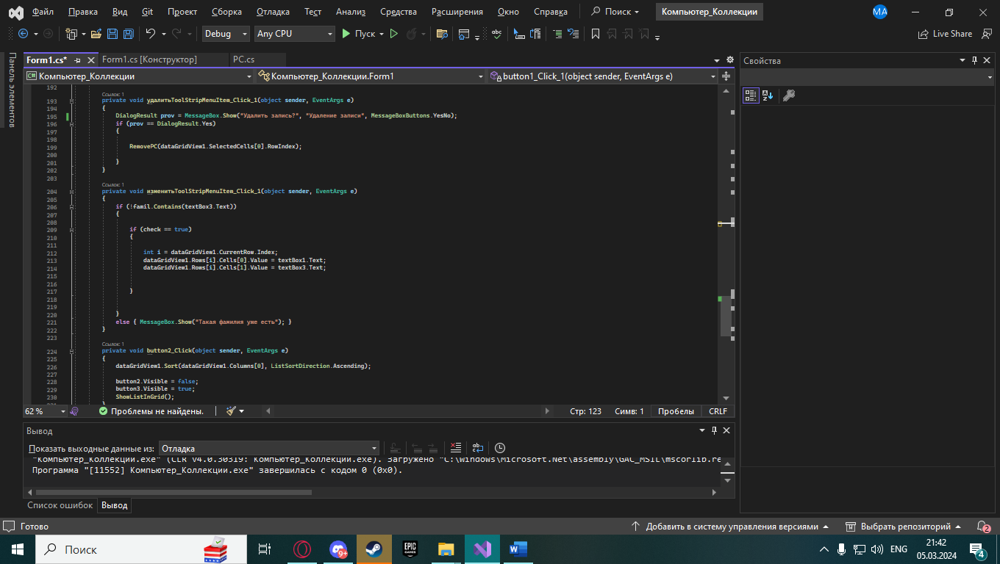 Файл Правка Вид Git Проект Сборка Отладка Тест Анализ Средства Расширения Окно Справка Поиск Компьютер_Коллекции MA
Debug Any CPU Пуск Live Share
Панель элементов
Form1.cs* Form1.cs [Конструктор] PC.cs
Свойства
C# Компьютер_Коллекции Компьютер_Коллекции.Form1 button1_Click_1(object sender, EventArgs e)
192
Ссылок: 1
193 private void удалитьToolStripMenuItem_Click_1(object sender, EventArgs e)
194 {
195 DialogResult prov = MessageBox.Show("Удалить запись?", "Удаление записи", MessageBoxButtons.YesNo);
196 if (prov == DialogResult.Yes)
197 {
198
199 RemovePC(dataGridView1.SelectedCells[0].RowIndex);
200
201 }
202 }
203
Ссылок: 1
204 private void изменитьToolStripMenuItem_Click_1(object sender, EventArgs e)
205 {
206 if (!famil.Contains(textBox3.Text))
207 {
208
209 if (check == true)
210 {
211
212 int i = dataGridView1.CurrentRow.Index;
213 dataGridView1.Rows[i].Cells[0].Value = textBox1.Text;
214 dataGridView1.Rows[i].Cells[1].Value = textBox3.Text;
215
216
217 }
218
219
220 }
221 else { MessageBox.Show("Такая фамилия уже есть"); }
222 }
223
Ссылок: 1
224 private void button2_Click(object sender, EventArgs e)
225 {
226 dataGridView1.Sort(dataGridView1.Columns[0], ListSortDirection.Ascending);
227
228 button2.Visible = false;
229 button3.Visible = true;
230 ShowListInGrid();
62 % Проблемы не найдены. Стр: 123 Симв: 1 Пробелы CRLF
Вывод
Показать выходные данные из: Отладка
"Компьютер_Коллекции.exe" (CLR v4.0.30319: Компьютер_Коллекции.exe). Загружено "C:\Windows\Microsoft.Net\assembly\GAC_MSIL\mscorlib.re
Программа "[11552] Компьютер_Коллекции.exe" завершилась с кодом 0 (0x0).
Список ошибок Вывод
Готово Добавить в систему управления версиями Выбрать репозиторий 2
Поиск 9+ EPIC GAMES W ENG 21:42
05.03.2024 4